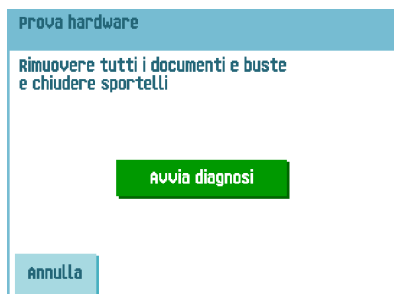 Prova hardware
Rimuovere tutti i documenti e buste
e chiudere sportelli
Avvia diagnosi
Annulla